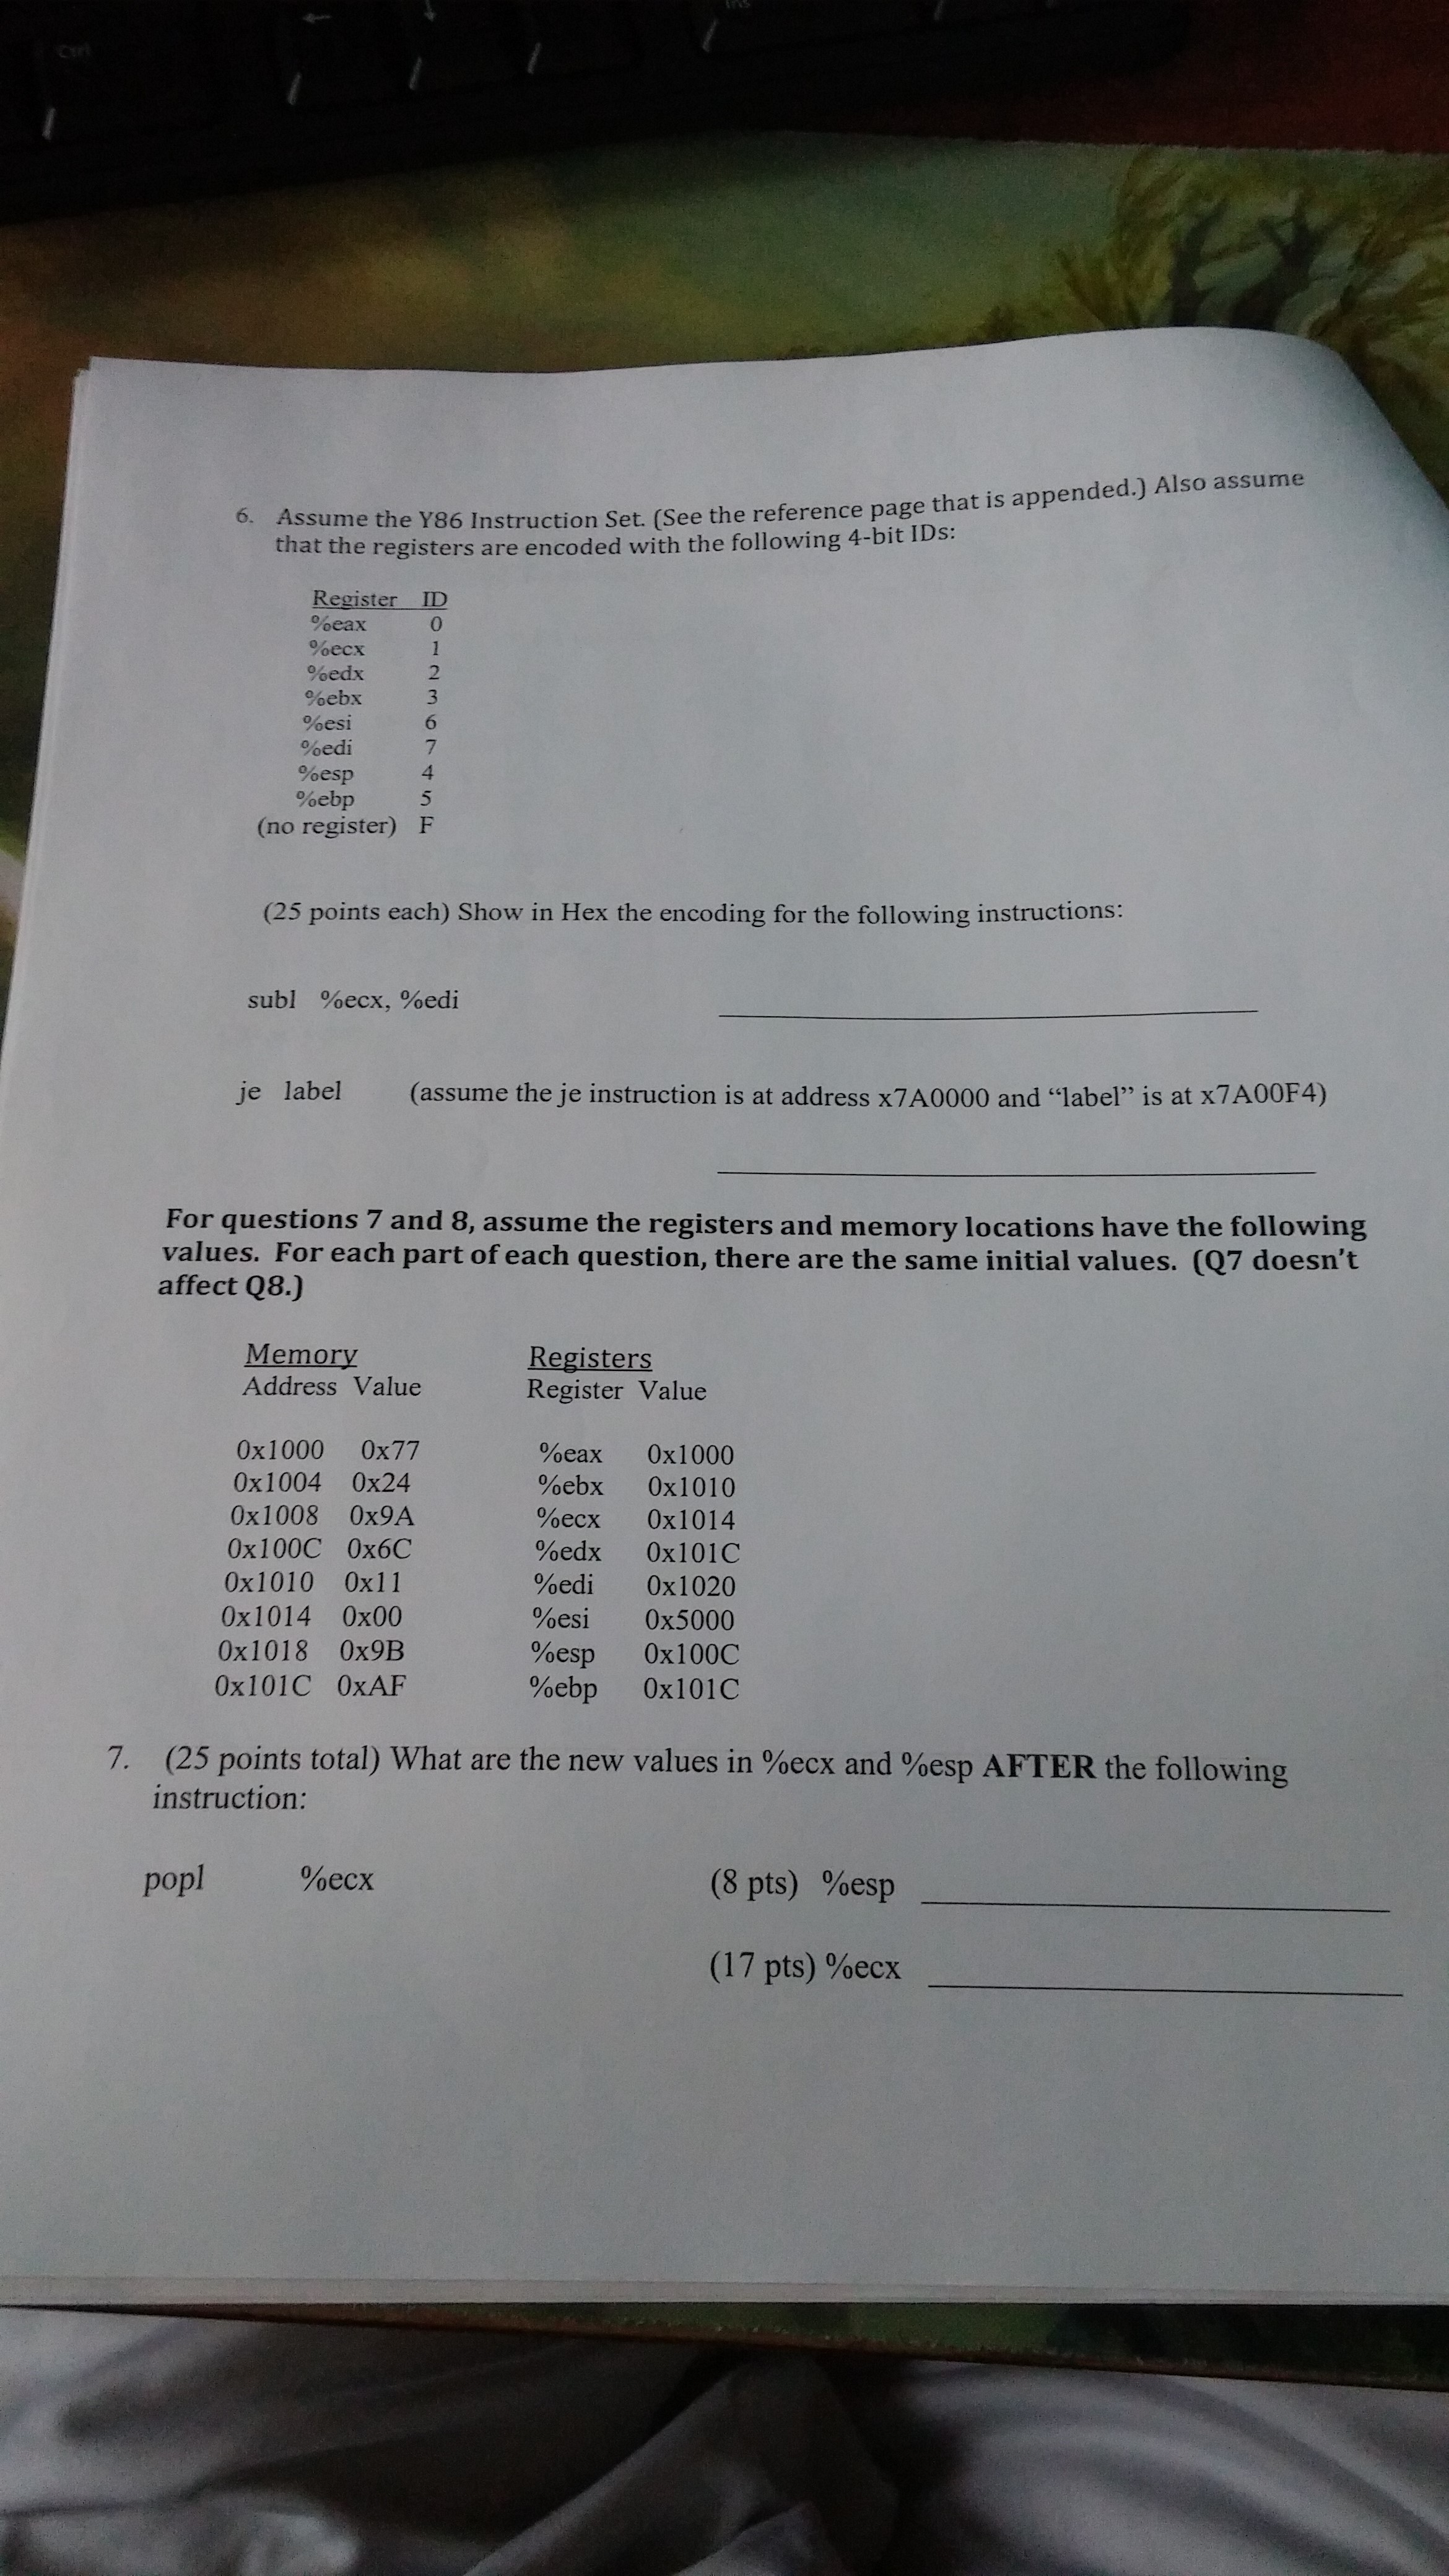 Ctrl
Ins
6. Assume the Y86 Instruction Set. (See the reference page that is appended.) Also assume
that the registers are encoded with the following 4-bit IDs:
Register ID
%eax 0
%ecx 1
%edx 2
%ebx 3
%esi 6
%edi 7
%esp 4
%ebp 5
(no register) F
(25 points each) Show in Hex the encoding for the following instructions:
subl %ecx, %edi
je label (assume the je instruction is at address x7A0000 and “label” is at x7A00F4)
For questions 7 and 8, assume the registers and memory locations have the following
values. For each part of each question, there are the same initial values. (Q7 doesn't
affect Q8.)
Memory Registers
Address Value Register Value
0x1000 0x77 %eax 0x1000
0x1004 0x24 %ebx 0x1010
0x1008 0x9A %ecx 0x1014
0x100C 0x6C %edx 0x101C
0x1010 0x11 %edi 0x1020
0x1014 0x00 %esi 0x5000
0x1018 0x9B %esp 0x100C
0x101C 0xAF %ebp 0x101C
7. (25 points total) What are the new values in %ecx and %esp AFTER the following
instruction:
popl %ecx (8 pts) %esp
(17 pts) %ecx